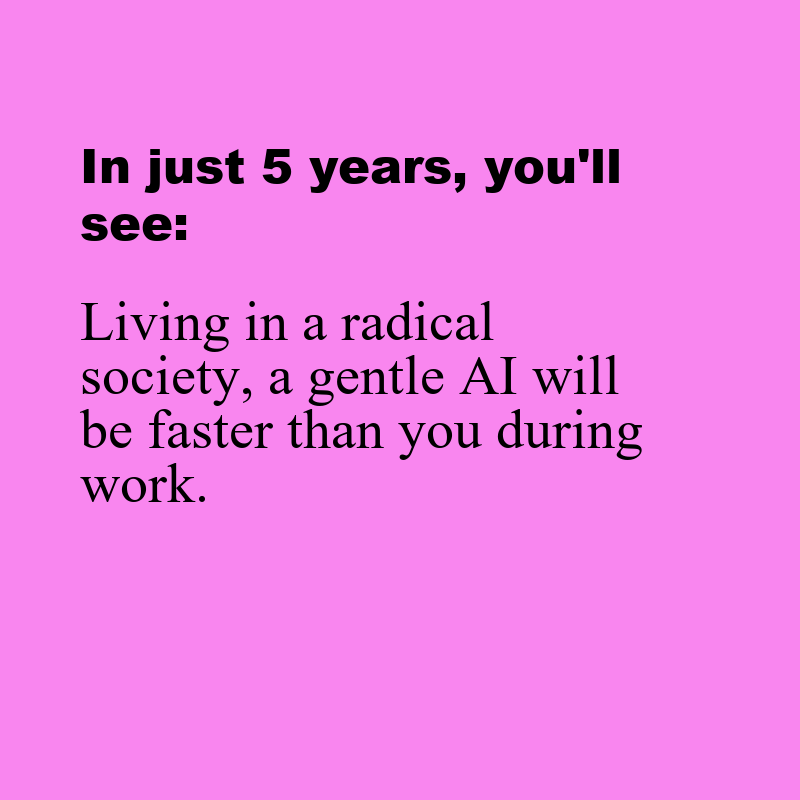 In just 5 years, you'll
see:
Living in a radical
society, a gentle AI will
be faster than you during
work.